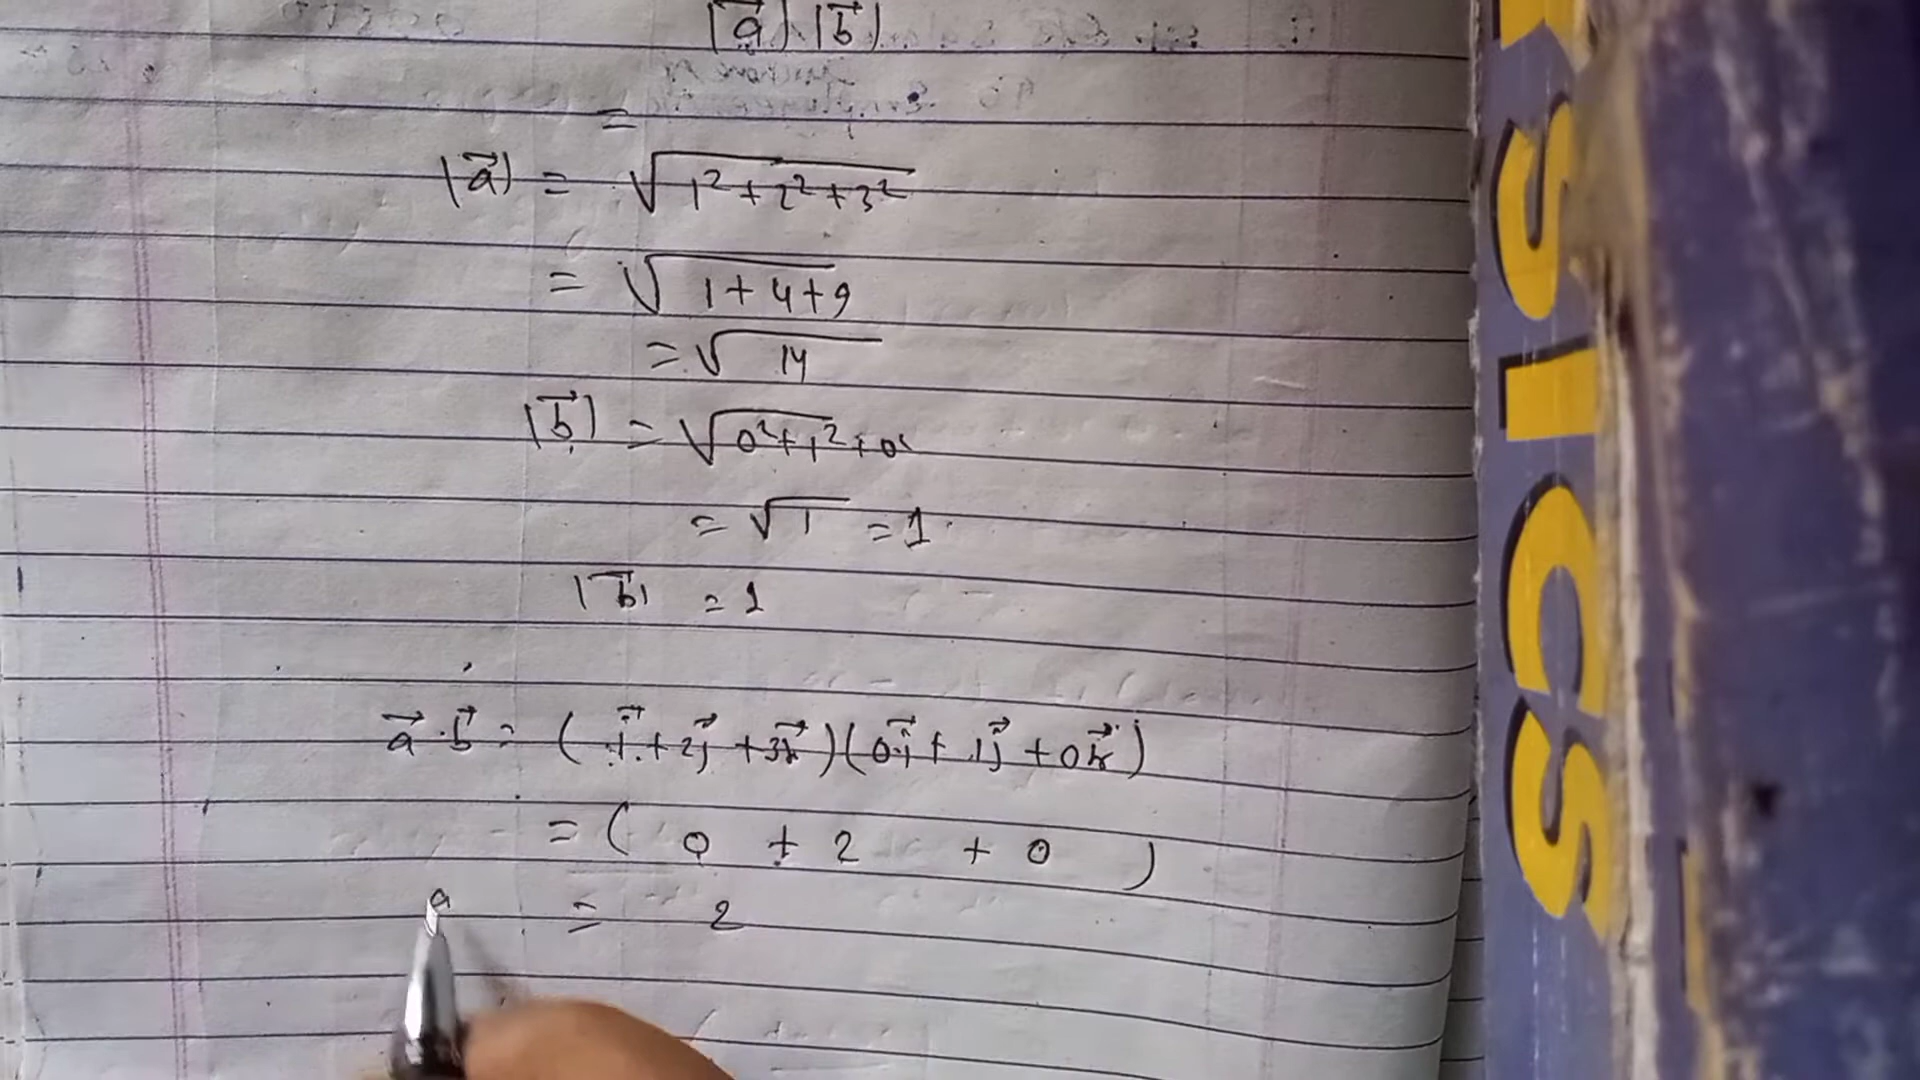 |a⃗| |b⃗|
=
|a⃗| = √1²+2²+3²
= √1+4+9
= √14
|b⃗| = √0²+1²+0²
= √1 = 1
|b⃗| = 1
a⃗.b⃗ = (i⃗+2j⃗+3k⃗)(0i⃗+1j⃗+0k⃗)
= ( 0 + 2 + 0 )
a = 2
SICS